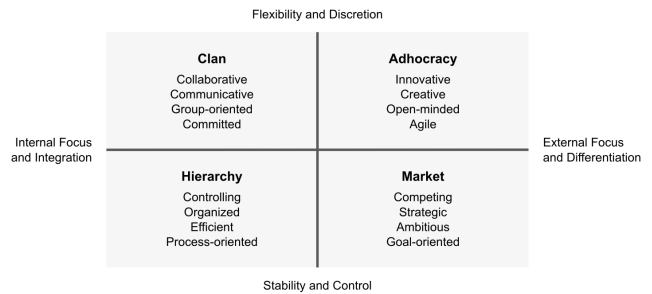 Flexibility and Discretion
Clan
Collaborative
Communicative
Group-oriented
Committed
Adhocracy
Innovative
Creative
Open-minded
Agile
Internal Focus
and Integration
External Focus
and Differentiation
Hierarchy
Controlling
Organized
Efficient
Process-oriented
Market
Competing
Strategic
Ambitious
Goal-oriented
Stability and Control